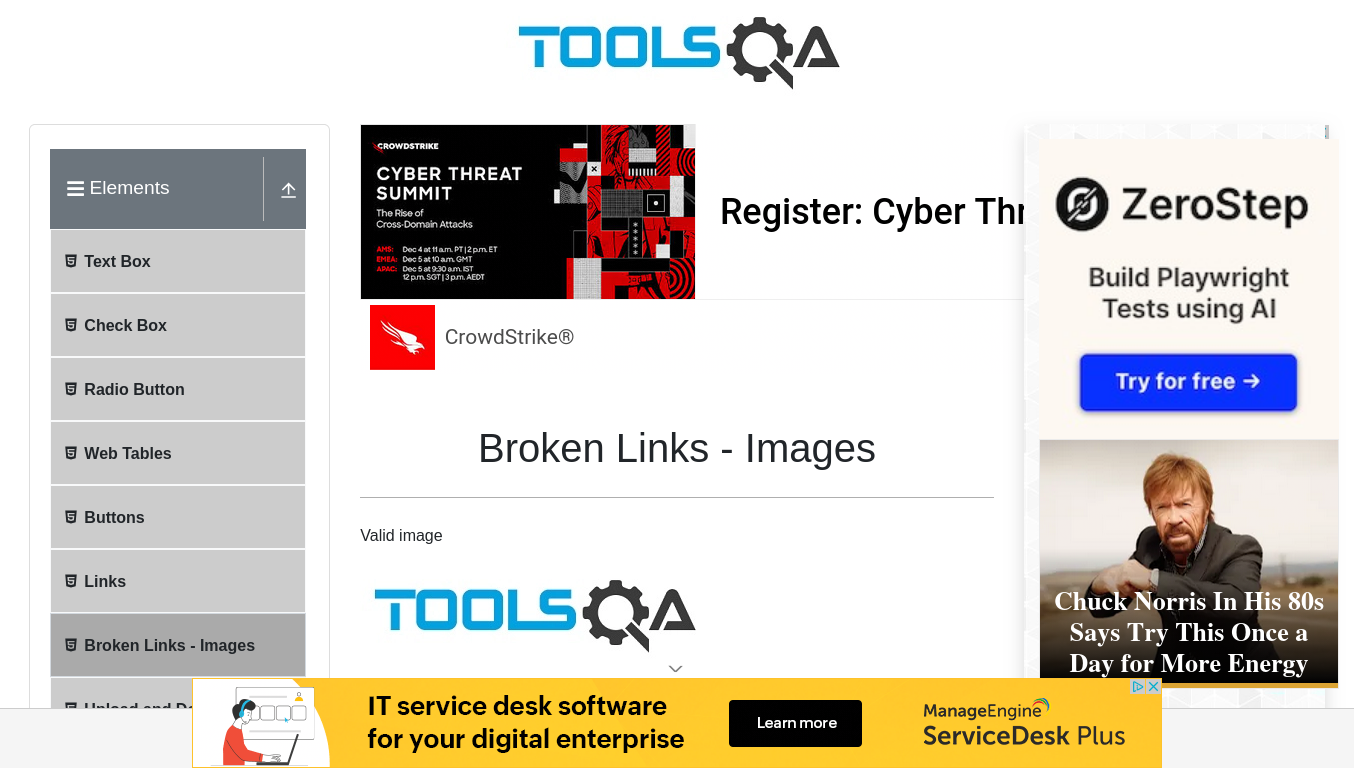 TOOLSQA
Elements
Text Box
Check Box
Radio Button
Web Tables
Buttons
Links
Broken Links - Images
CROWDSTRIKE
CYBER THREAT
SUMMIT
The Rise of
Cross-Domain Attacks
AMS: Dec 4 at 11 a.m. PT | 2 p.m. ET
EMEA: Dec 5 at 10 a.m. GMT
APAC: Dec 5 at 9:30 a.m. IST
12 p.m. SGT | 3 p.m. AEDT
Register: Cyber Thr
CrowdStrike®
Broken Links - Images
Valid image
TOOLSQA
ZeroStep
Build Playwright
Tests using AI
Try for free →
Chuck Norris In His 80s
Says Try This Once a
Day for More Energy
IT service desk software
for your digital enterprise
Learn more
ManageEngine
ServiceDesk Plus